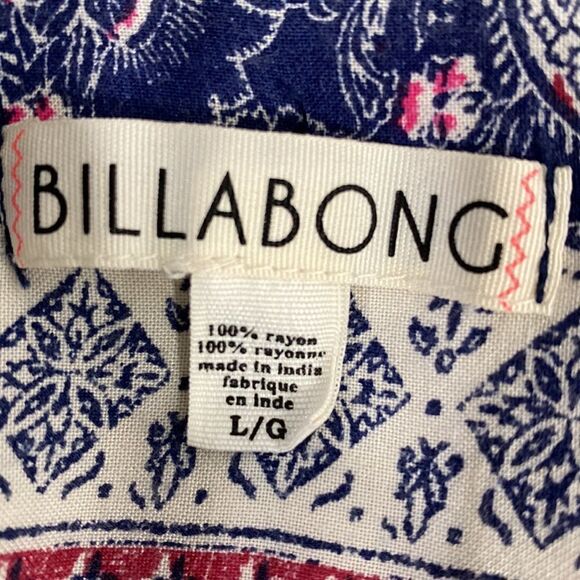 BILLABONG
100% rayon
100% rayonne
made in India
fabrique
en inde
L/G